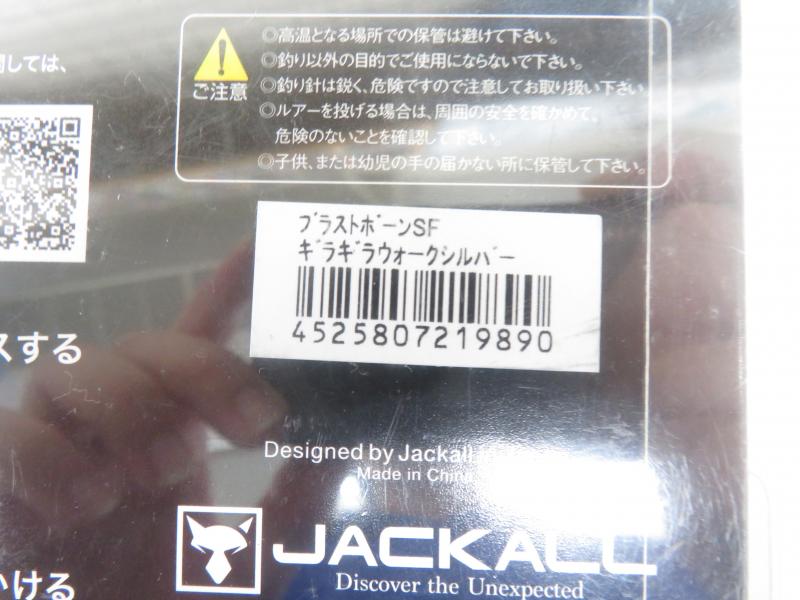 ◎高温となる場所での保管は避けて下さい。
◎釣り以外の目的でご使用にならないで下さい。
◎釣り針は鋭く、危険ですので注意してお取り扱い下さい
◎ルアーを投げる場合は、周囲の安全を確かめて、
危険のないことを確認して下さい。
◎子供、または幼児の手の届かない所に保管して下さい。
ご注意
しては、
ﾌﾞﾗｽﾄﾎﾞｰﾝSF
ｷﾞﾗｷﾞﾗｳｫｰｸｼﾙﾊﾞｰ
4525807219890
スする
Designed by Jackall
Made in China
JACKALL
Discover the Unexpected
ける